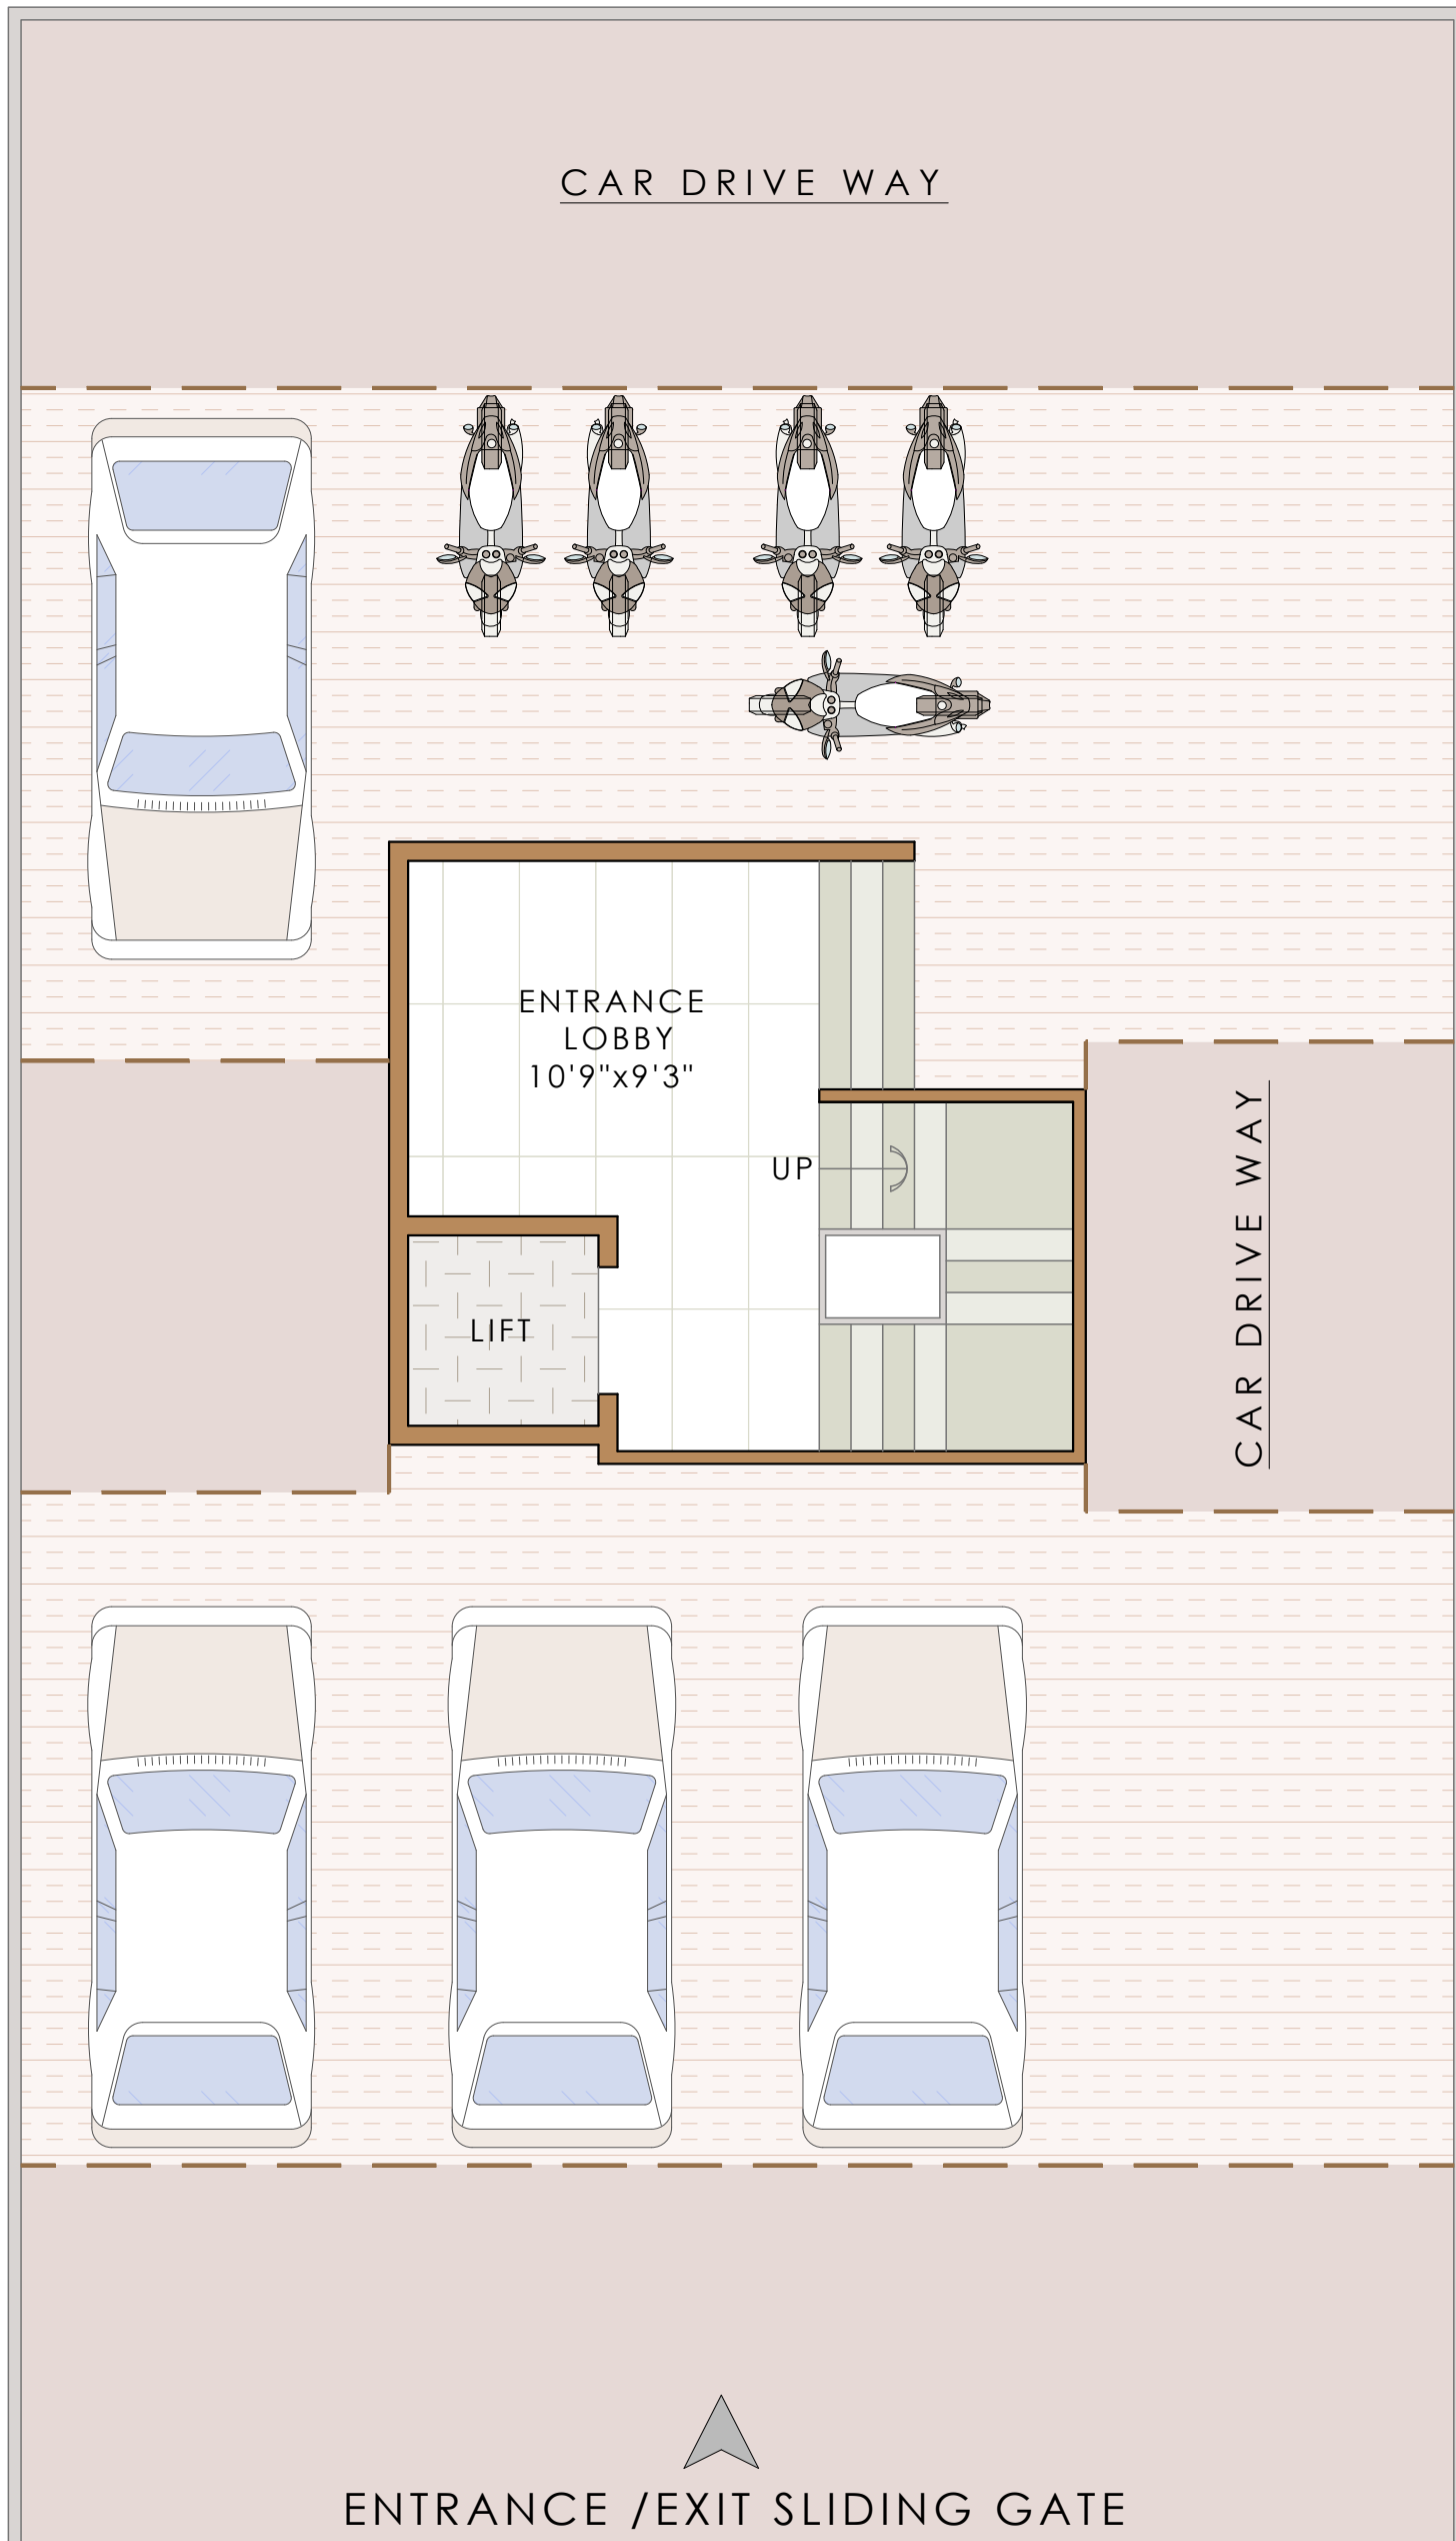 CAR DRIVE WAY
ENTRANCE
LOBBY
10'9"x9'3"
UP
LIFT
CAR DRIVE WAY
ENTRANCE /EXIT SLIDING GATE